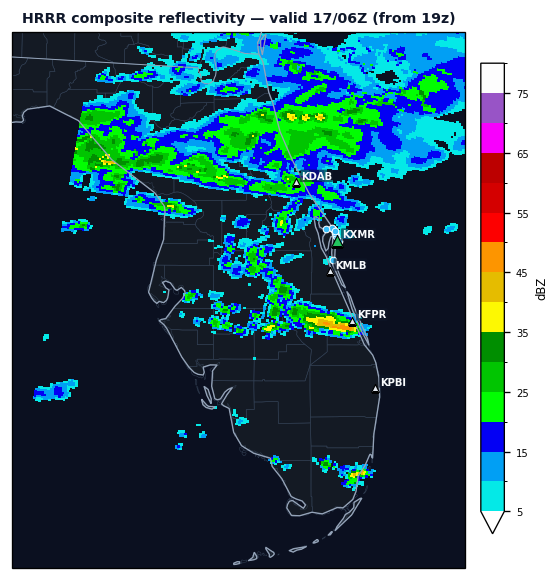 HRRR composite reflectivity — valid 17/06Z (from 19z)
KDAB
KXMR
KMLB
KFPR
KPBI
75
65
55
45
35
25
15
5
dBZ